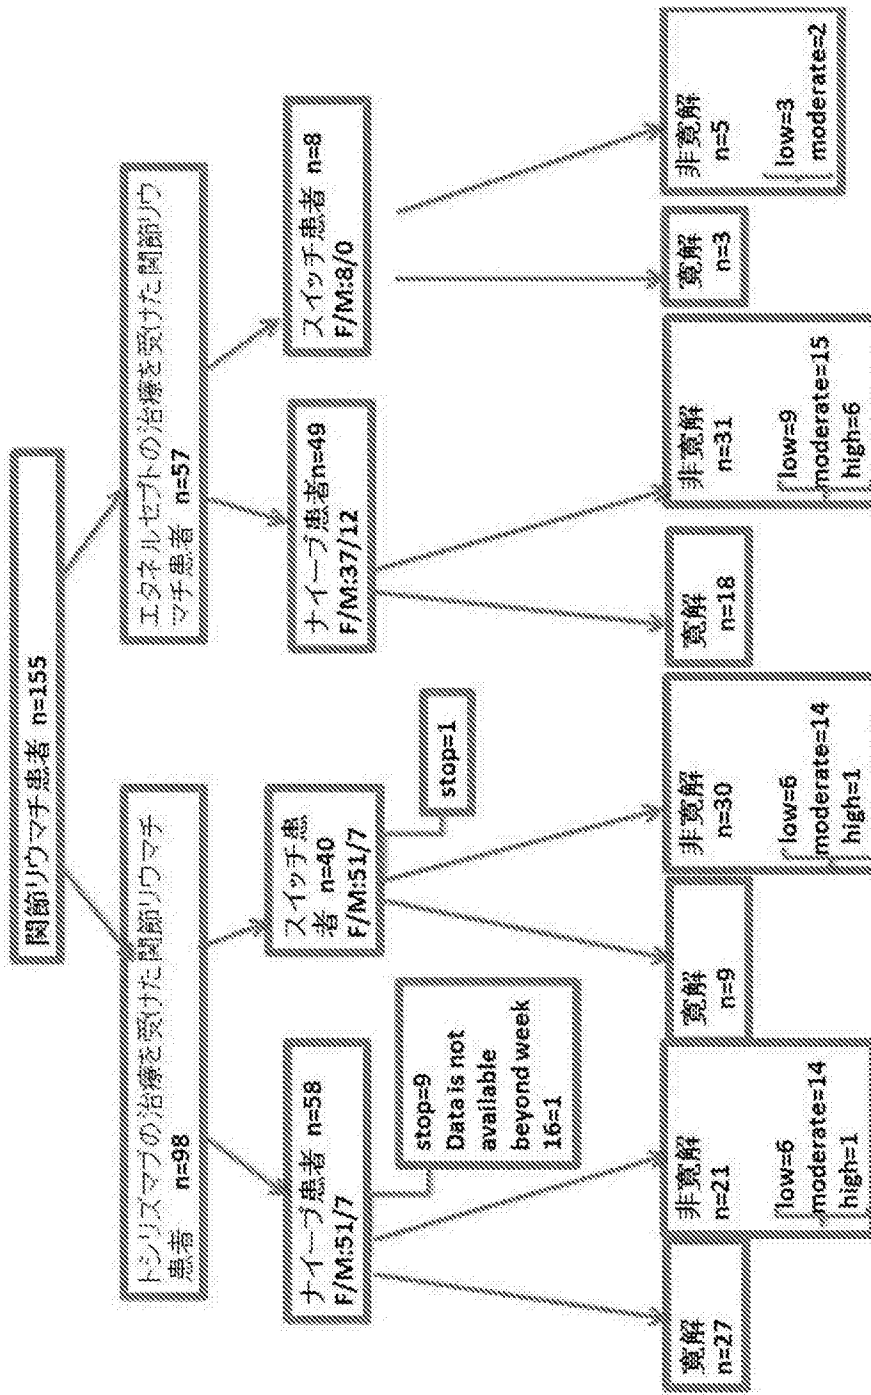 関節リウマチ患者 n=155
トシリズマブの治療を受けた関節リウマチ
患者 n=98
エタネルセプトの治療を受けた関節リウ
マチ患者 n=57
ナイーブ患者 n=58
F/M:51/7
スイッチ患
者 n=40
F/M:51/7
ナイーブ患者n=49
F/M:37/12
スイッチ患者 n=8
F/M:8/0
stop=9
Data is not
available
beyond week
16=1
stop=1
寛解
n=27
非寛解
n=21
low=6
moderate=14
high=1
寛解
n=9
非寛解
n=30
low=6
moderate=14
high=1
寛解
n=18
非寛解
n=31
low=9
moderate=15
high=6
寛解
n=3
非寛解
n=5
low=3
moderate=2